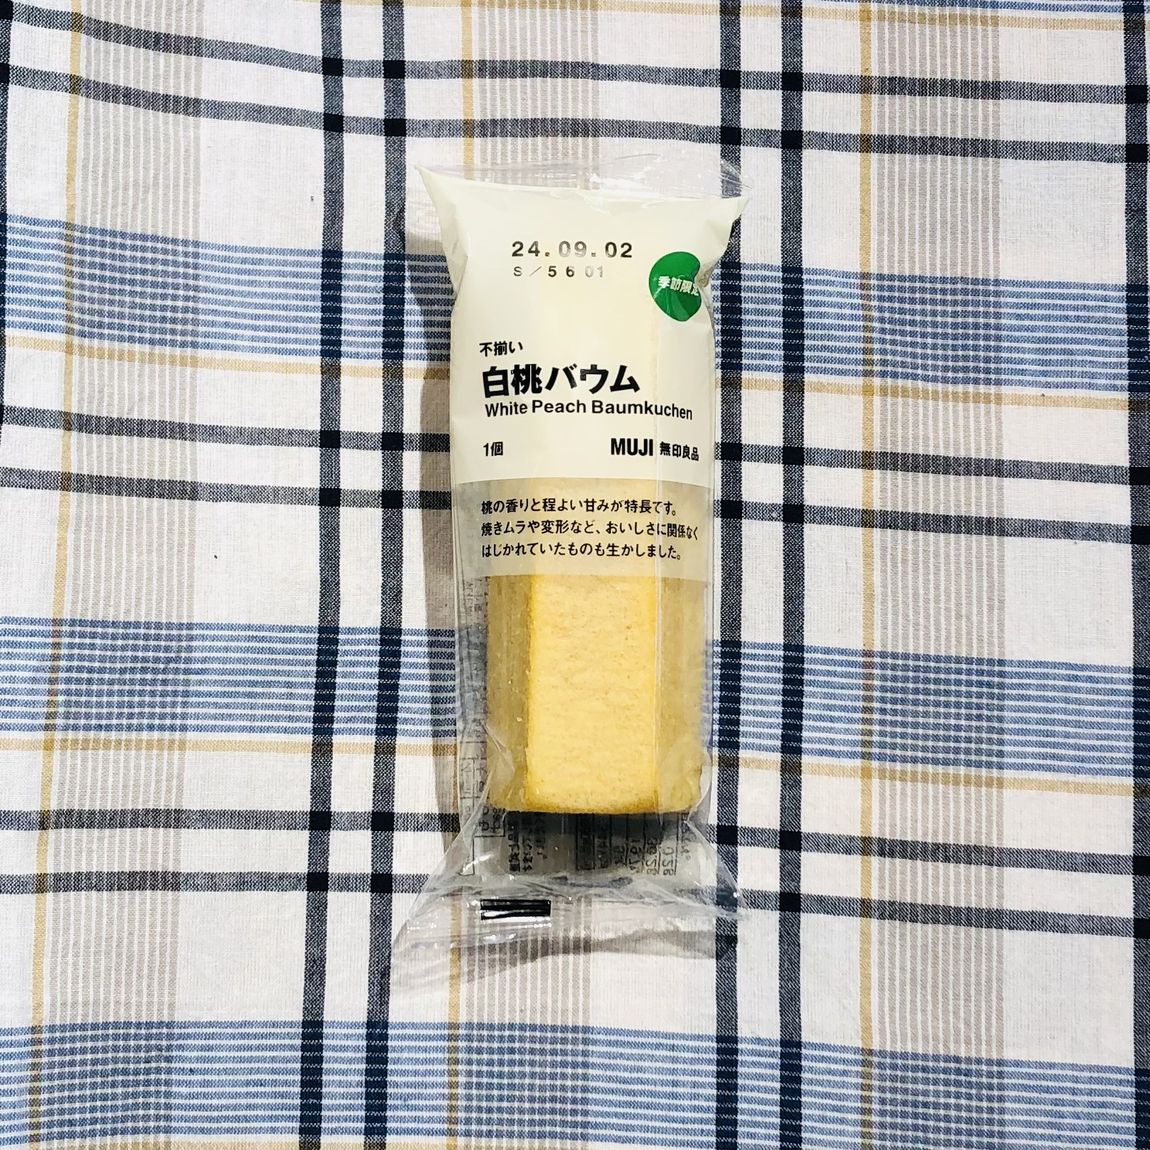 24.09.02
S／5601
季節限定
不揃い
白桃バウム
White Peach Baumkuchen
1個 MUJI 無印良品
桃の香りと程よい甘みが特長です。
焼きムラや変形など、おいしさに関係なく
はじかれていたものも生かしました。